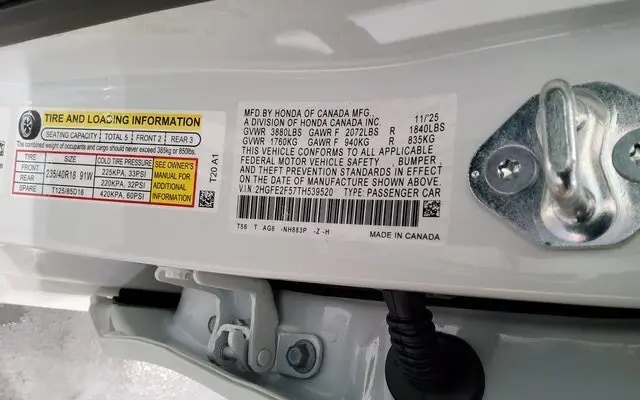 TIRE AND LOADING INFORMATION
SEATING CAPACITY TOTAL 5 FRONT 2 REAR 3
The combined weight of occupants and cargo should never exceed 385kg or 850lbs.
TIRE SIZE COLD TIRE PRESSURE
FRONT 235/40R18 91W 225KPA, 33PSI
REAR 220KPA, 32PSI
SPARE T125/85D16 420KPA, 60PSI
SEE OWNER'S
MANUAL FOR
ADDITIONAL
INFORMATION
T20 A1
MFD.BY HONDA OF CANADA MFG., 11/'25
A DIVISION OF HONDA CANADA INC.
GVWR 3880LBS GAWR F 2072LBS R 1840LBS
GVWR 1760KG GAWR F 940KG R 835KG
THIS VEHICLE CONFORMS TO ALL APPLICABLE
FEDERAL MOTOR VEHICLE SAFETY , BUMPER ,
AND THEFT PREVENTION STANDARDS IN EFFECT
ON THE DATE OF MANUFACTURE SHOWN ABOVE.
V.I.N. 2HGFE2F57TH539520 TYPE: PASSENGER CAR
T56 T AG6 -NH883P -Z -H
MADE IN CANADA